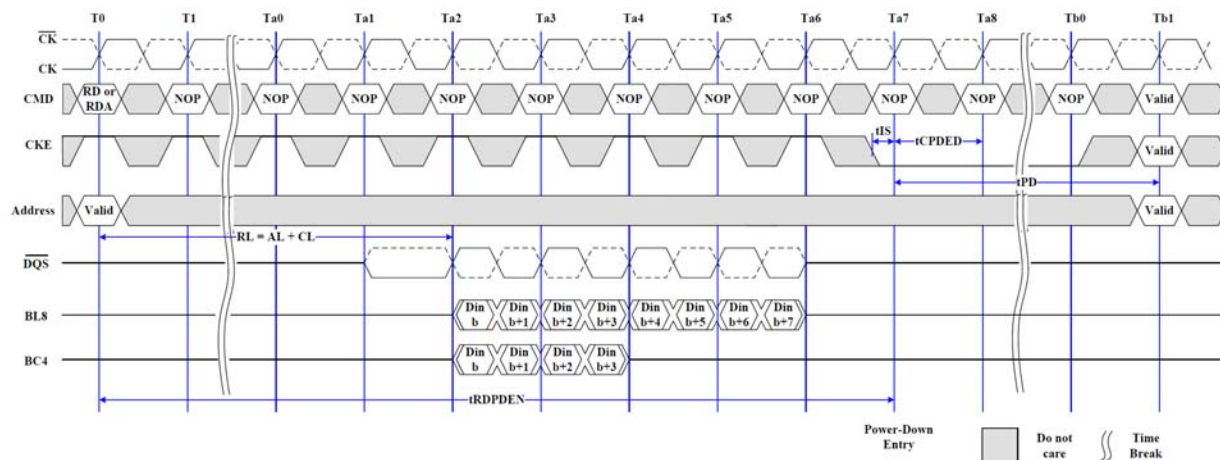 T0 T1 Ta0 Ta1 Ta2 Ta3 Ta4 Ta5 Ta6 Ta7 Ta8 Tb0 Tb1
CK
CK
CMD RD or RDA NOP NOP NOP NOP NOP NOP NOP NOP NOP NOP NOP Valid
CKE tIS tCPDED Valid
tPD
Address Valid Valid
RL = AL + CL
DQS
BL8 Din b Din b+1 Din b+2 Din b+3 Din b+4 Din b+5 Din b+6 Din b+7
BC4 Din b Din b+1 Din b+2 Din b+3
tRDPDEN
Power-Down Entry
Do not care
Time Break